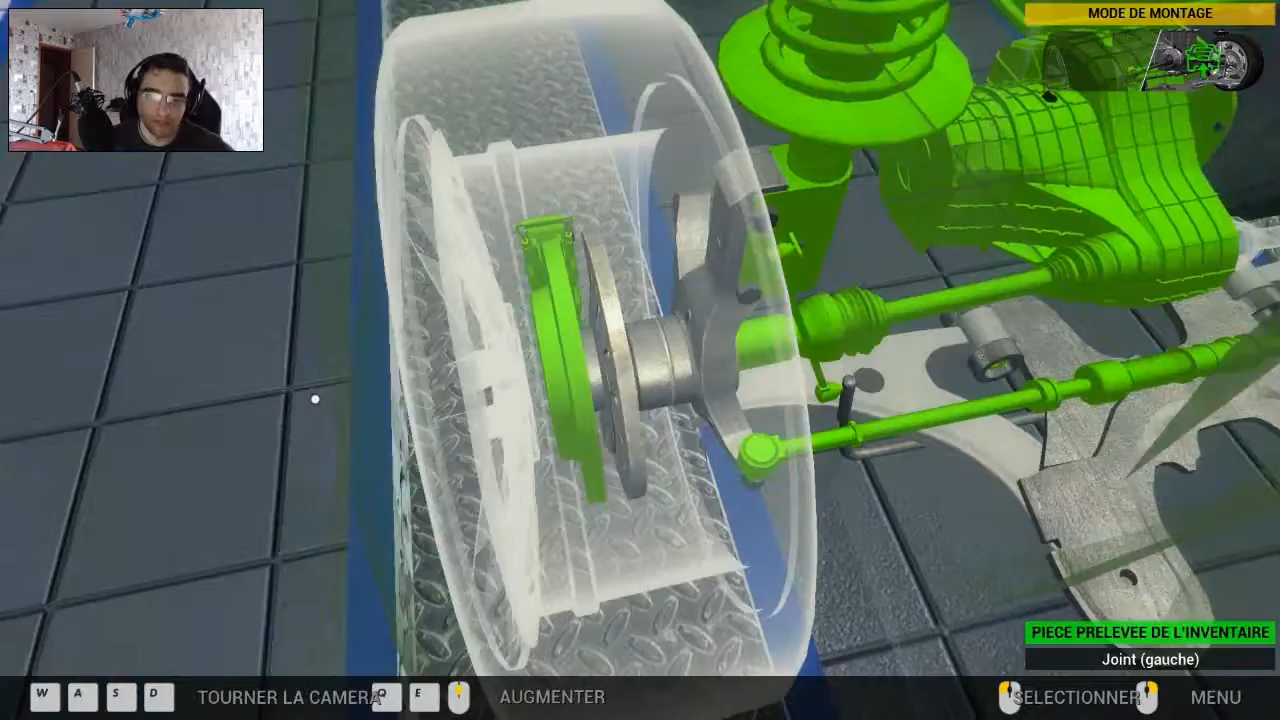 MODE DE MONTAGE
PIECE PRELEVEE DE L'INVENTAIRE
Joint (gauche)
W A S D TOURNER LA CAMERA Q E AUGMENTER SELECTIONNER MENU